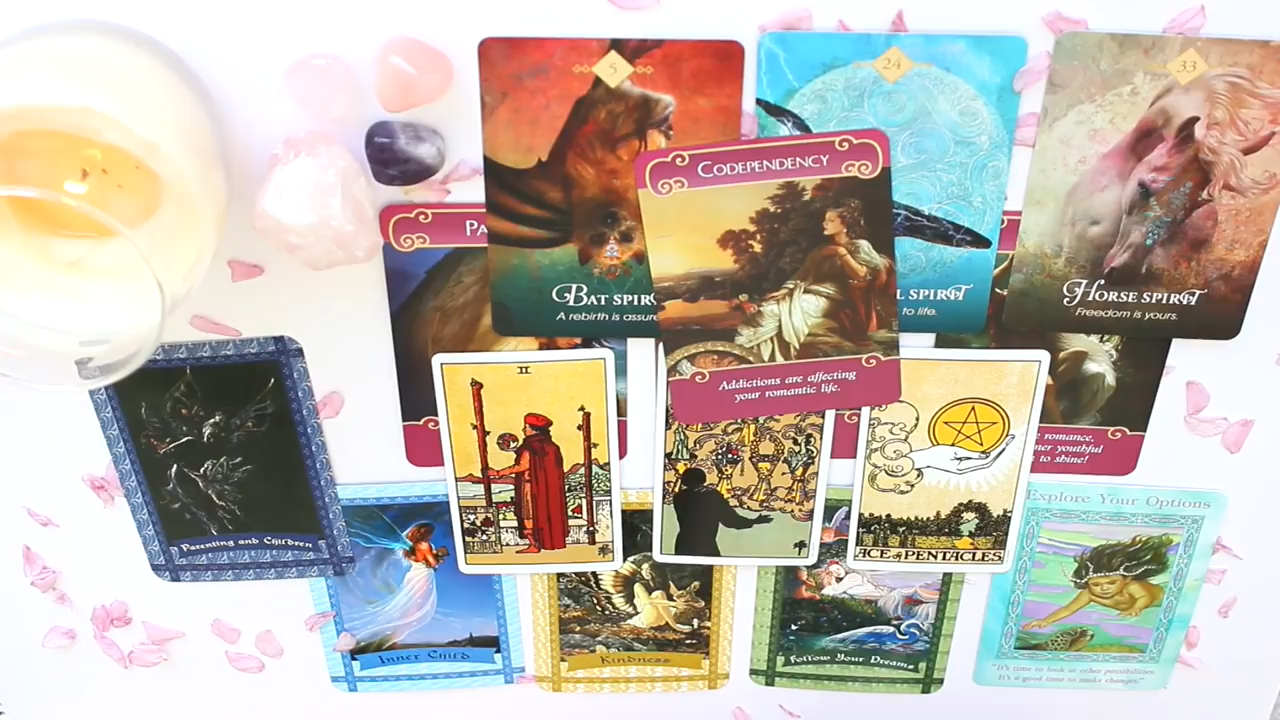 5
24
33
CODEPENDENCY
PA
BAT SPIR
A rebirth is assure
L SPIRIT
to life.
HORSE SPIRIT
Freedom is yours.
Addictions are affecting
your romantic life.
II
romance,
ner youthful
to shine!
ACE of PENTACLES.
Explore Your Options
Parenting and Children
Inner Child
Kindness
Follow Your Dreams
"It's time to look at other possibilities.
It's a good time to make changes."